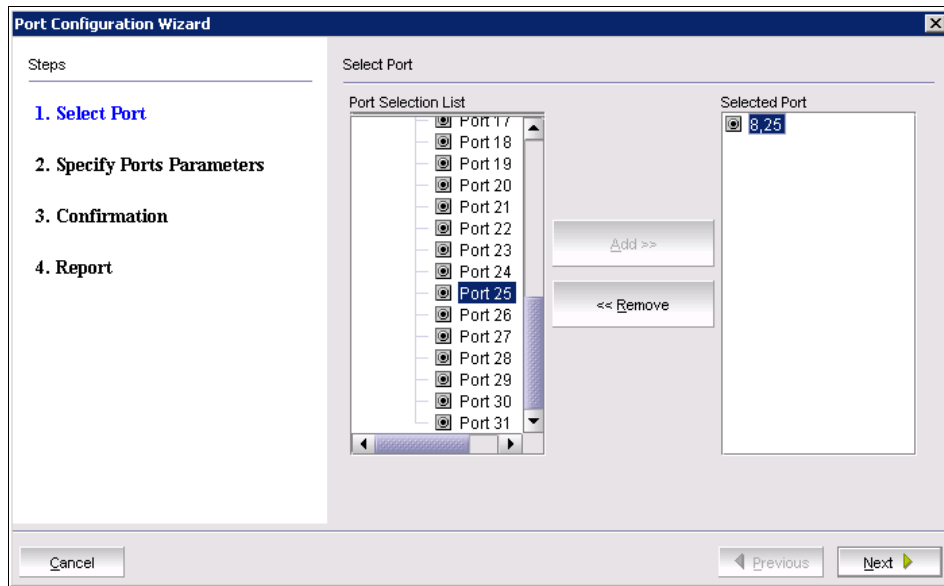 Port Configuration Wizard
Steps
1. Select Port
2. Specify Ports Parameters
3. Confirmation
4. Report
Select Port
Port Selection List
Port 17
Port 18
Port 19
Port 20
Port 21
Port 22
Port 23
Port 24
Port 25
Port 26
Port 27
Port 28
Port 29
Port 30
Port 31
Add >>
<< Remove
Selected Port
8,25
Cancel
Previous
Next